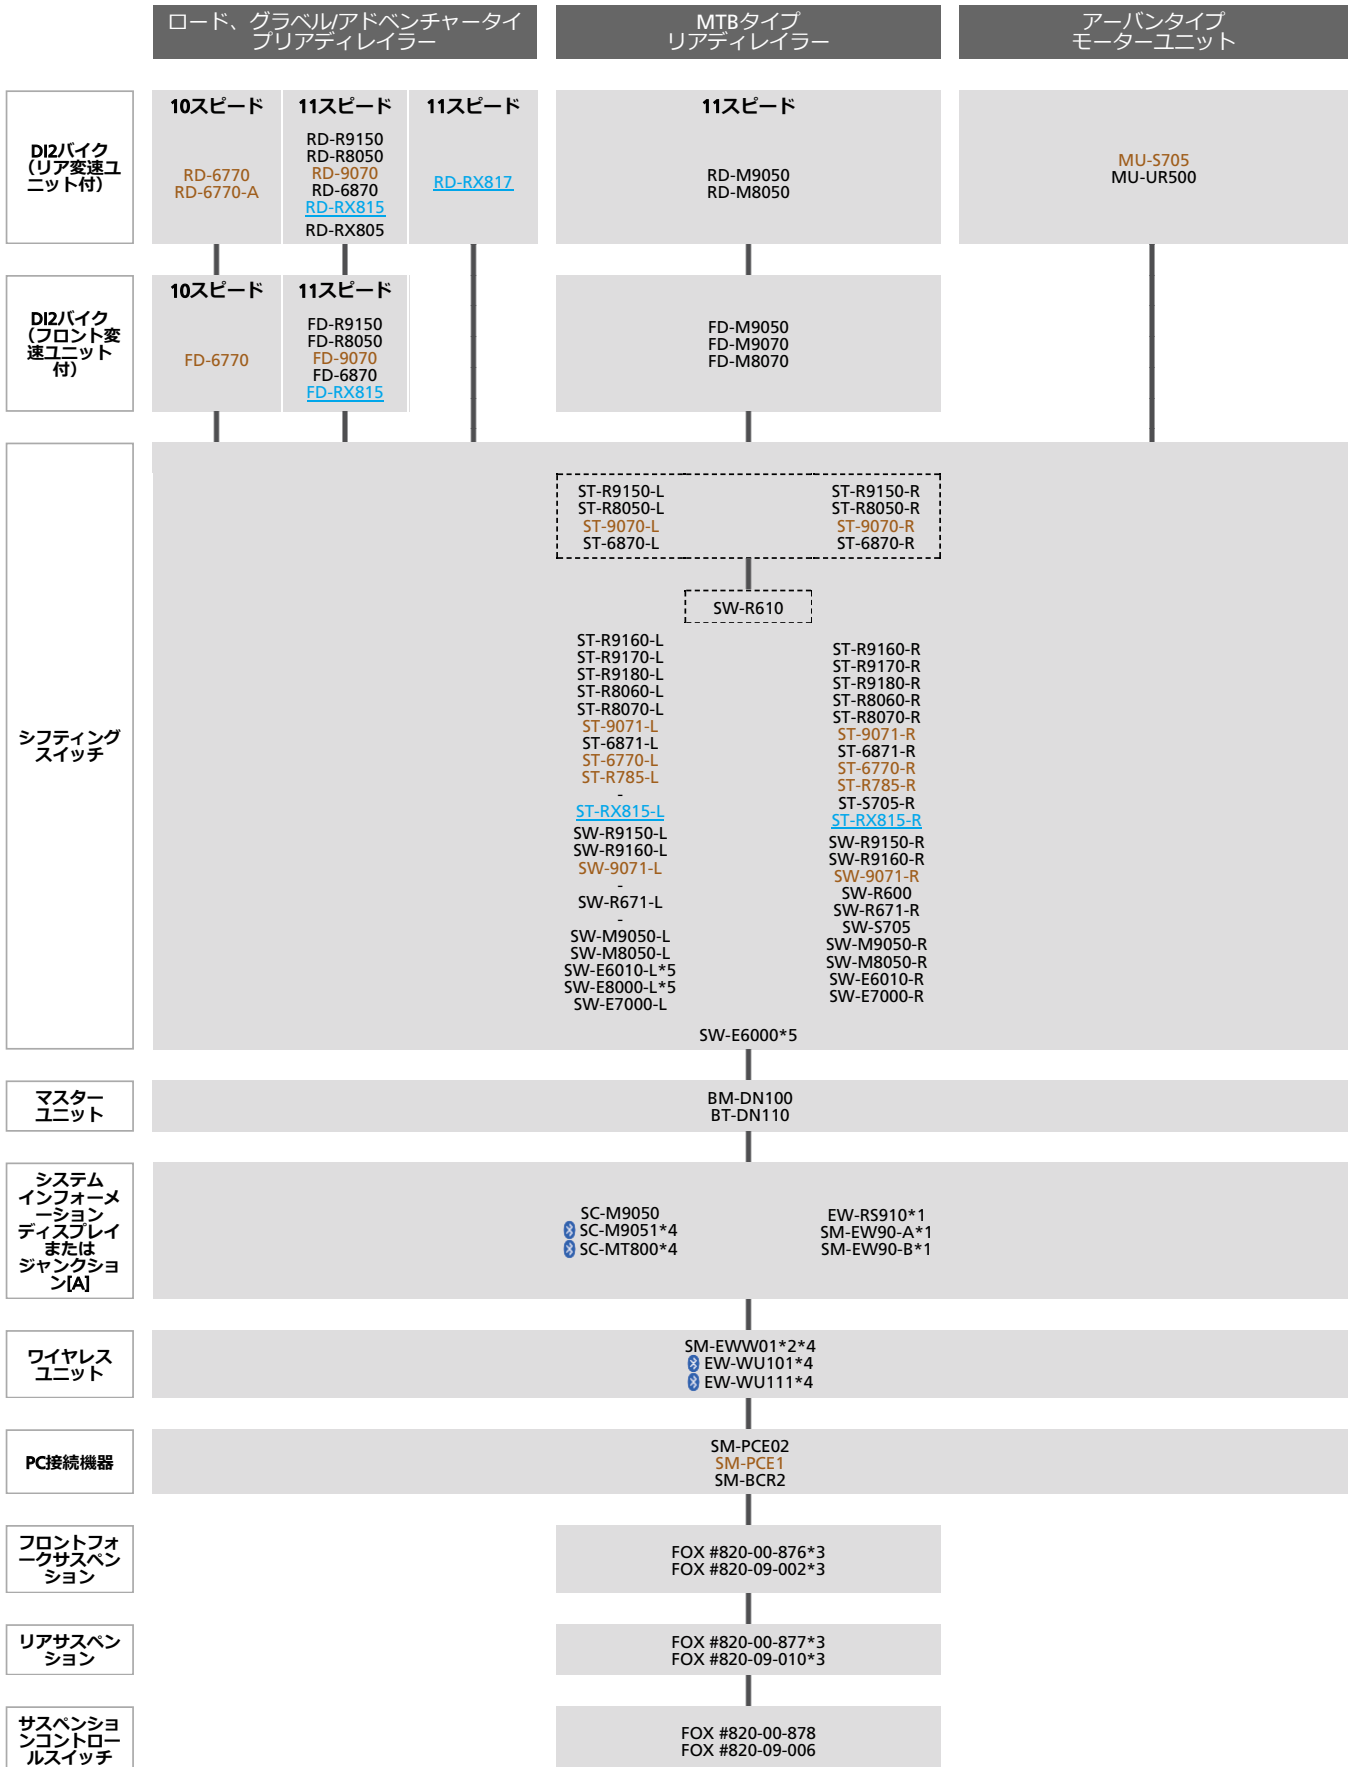 ロード、グラベル/アドベンチャータイ
プリアディレイラー
MTBタイプ
リアディレイラー
アーバンタイプ
モーターユニット
DI2バイク
（リア変速ユ
ニット付）
10スピード
RD-6770
RD-6770-A
11スピード
RD-R9150
RD-R8050
RD-9070
RD-6870
RD-RX815
RD-RX805
11スピード
RD-RX817
11スピード
RD-M9050
RD-M8050
MU-S705
MU-UR500
DI2バイク
（フロント変
速ユニット
付）
10スピード
FD-6770
11スピード
FD-R9150
FD-R8050
FD-9070
FD-6870
FD-RX815
FD-M9050
FD-M9070
FD-M8070
シフティング
スイッチ
ST-R9150-L
ST-R8050-L
ST-9070-L
ST-6870-L
ST-R9150-R
ST-R8050-R
ST-9070-R
ST-6870-R
SW-R610
ST-R9160-L
ST-R9170-L
ST-R9180-L
ST-R8060-L
ST-R8070-L
ST-9071-L
ST-6871-L
ST-6770-L
ST-R785-L
-
ST-RX815-L
SW-R9150-L
SW-R9160-L
SW-9071-L
-
SW-R671-L
-
SW-M9050-L
SW-M8050-L
SW-E6010-L*5
SW-E8000-L*5
SW-E7000-L
ST-R9160-R
ST-R9170-R
ST-R9180-R
ST-R8060-R
ST-R8070-R
ST-9071-R
ST-6871-R
ST-6770-R
ST-R785-R
ST-S705-R
ST-RX815-R
SW-R9150-R
SW-R9160-R
SW-9071-R
SW-R600
SW-R671-R
SW-S705
SW-M9050-R
SW-M8050-R
SW-E6010-R
SW-E7000-R
SW-E6000*5
マスター
ユニット
BM-DN100
BT-DN110
システム
インフォーメ
ーション
ディスプレイ
または
ジャンクショ
ン[A]
SC-M9050
SC-M9051*4
SC-MT800*4
EW-RS910*1
SM-EW90-A*1
SM-EW90-B*1
ワイヤレス
ユニット
SM-EWW01*2*4
EW-WU101*4
EW-WU111*4
PC接続機器
SM-PCE02
SM-PCE1
SM-BCR2
フロントフォ
ークサスペン
ション
FOX #820-00-876*3
FOX #820-09-002*3
リアサスペン
ション
FOX #820-00-877*3
FOX #820-09-010*3
サスペンショ
ンコントロー
ルスイッチ
FOX #820-00-878
FOX #820-09-006